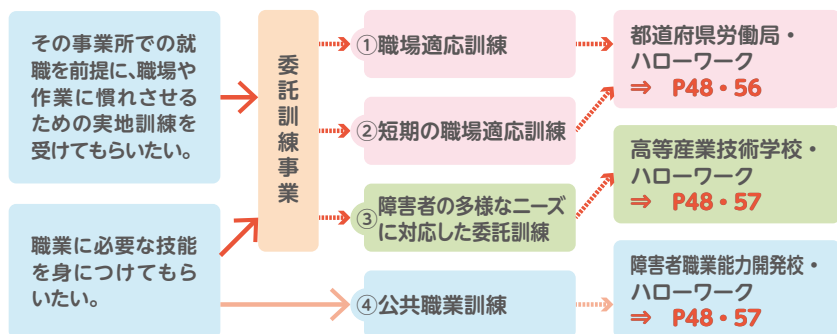 その事業所での就
職を前提に、職場や
作業に慣れさせる
ための実地訓練を
受けてもらいたい。
職業に必要な技能
を身につけてもら
いたい。
委託訓練事業
①職場適応訓練
②短期の職場適応訓練
③障害者の多様なニーズ
に対応した委託訓練
④公共職業訓練
都道府県労働局・
ハローワーク
⇒ P48・56
高等産業技術学校・
ハローワーク
⇒ P48・57
障害者職業能力開発校・
ハローワーク
⇒ P48・57